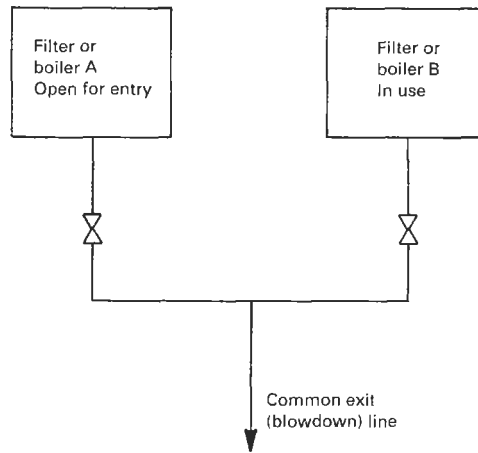 Filter or
boiler A
Open for entry
Filter or
boiler B
In use
Common exit
(blowdown) line